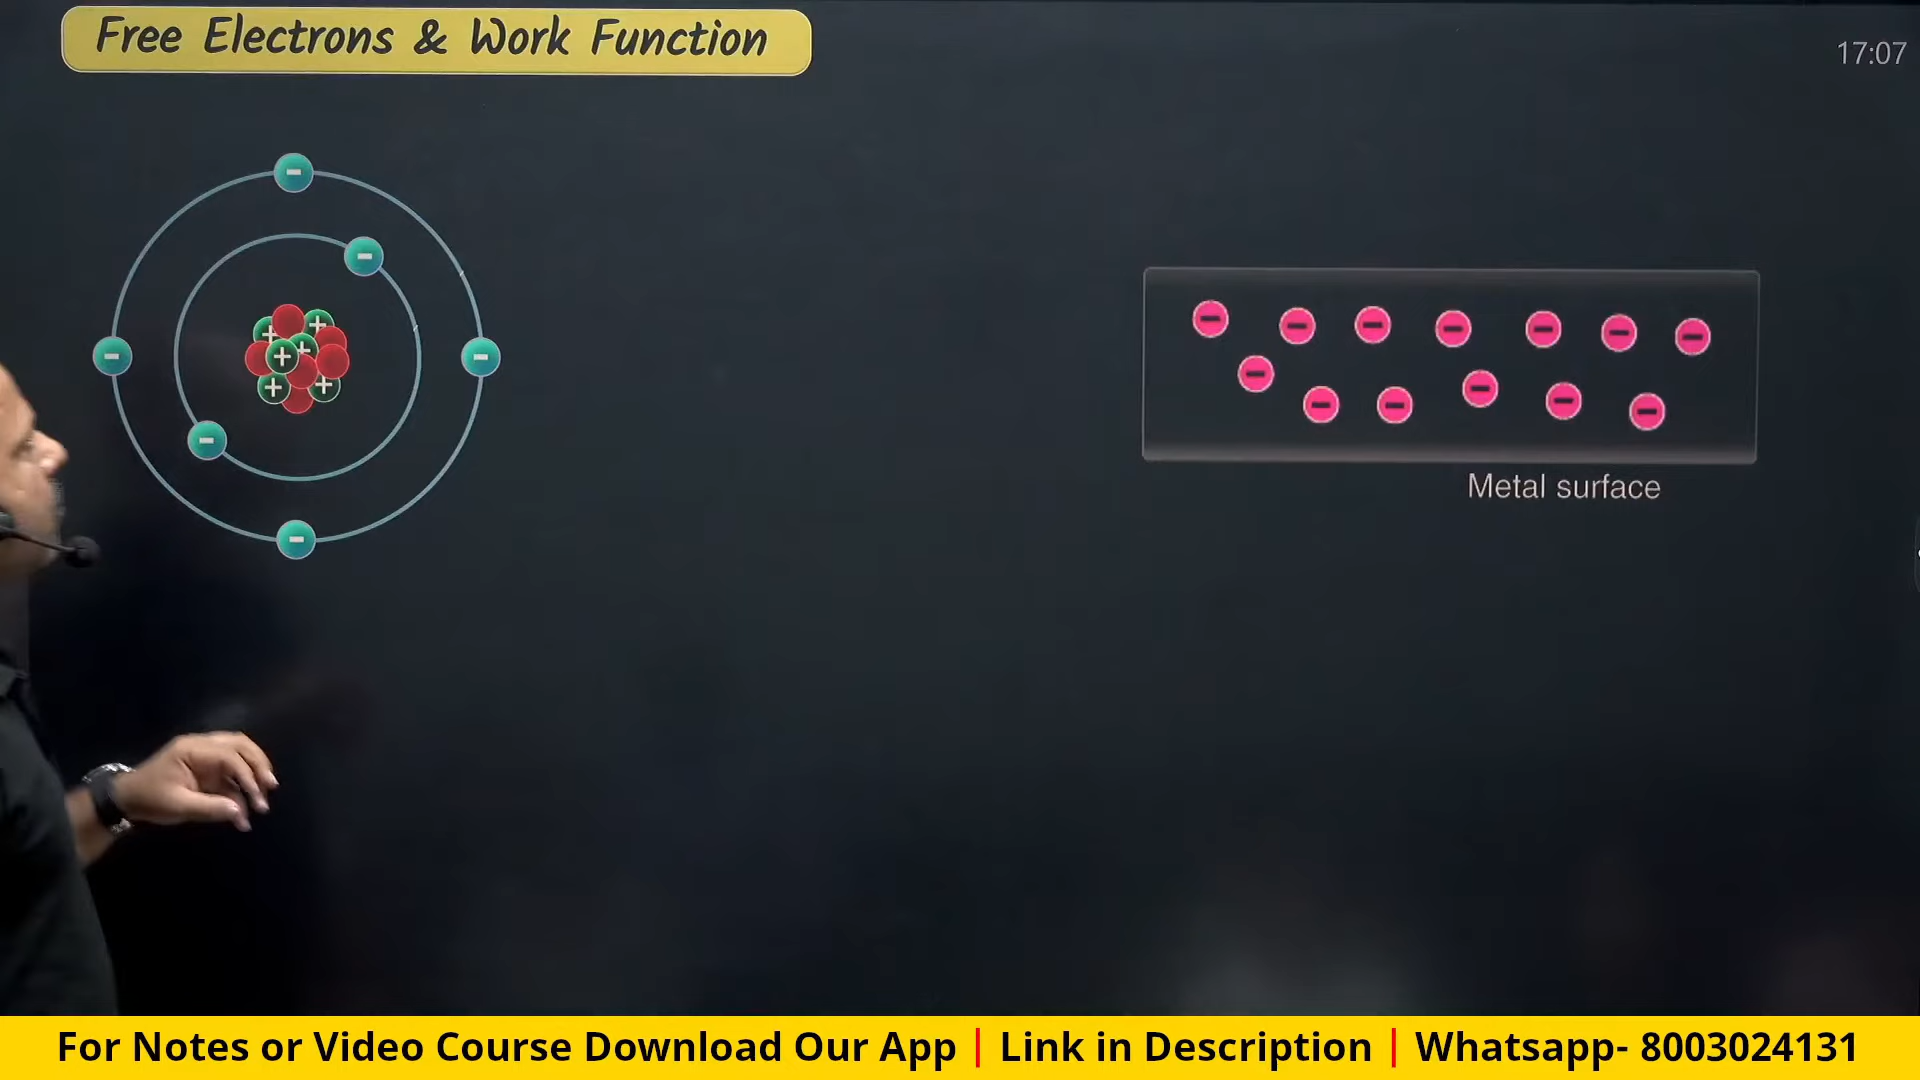 Free Electrons & Work Function
17:07
Metal surface
For Notes or Video Course Download Our App | Link in Description | Whatsapp- 8003024131